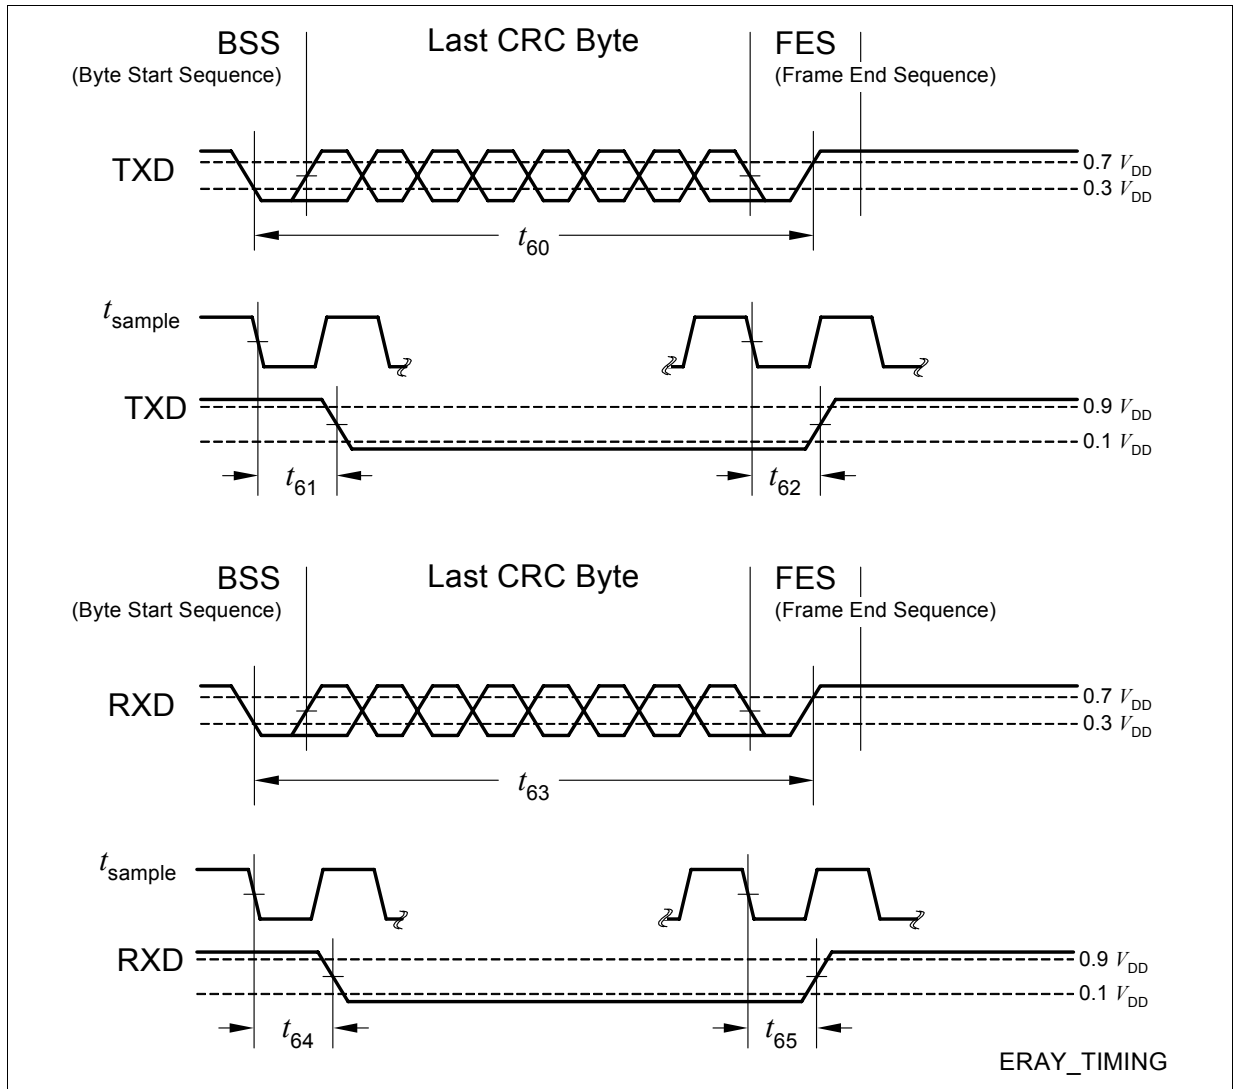 BSS Last CRC Byte FES
(Byte Start Sequence) (Frame End Sequence)
TXD 0.7 VDD
0.3 VDD
t60
tsample
TXD 0.9 VDD
0.1 VDD
t61 t62
BSS Last CRC Byte FES
(Byte Start Sequence) (Frame End Sequence)
RXD 0.7 VDD
0.3 VDD
t63
tsample
RXD 0.9 VDD
0.1 VDD
t64 t65
ERAY_TIMING